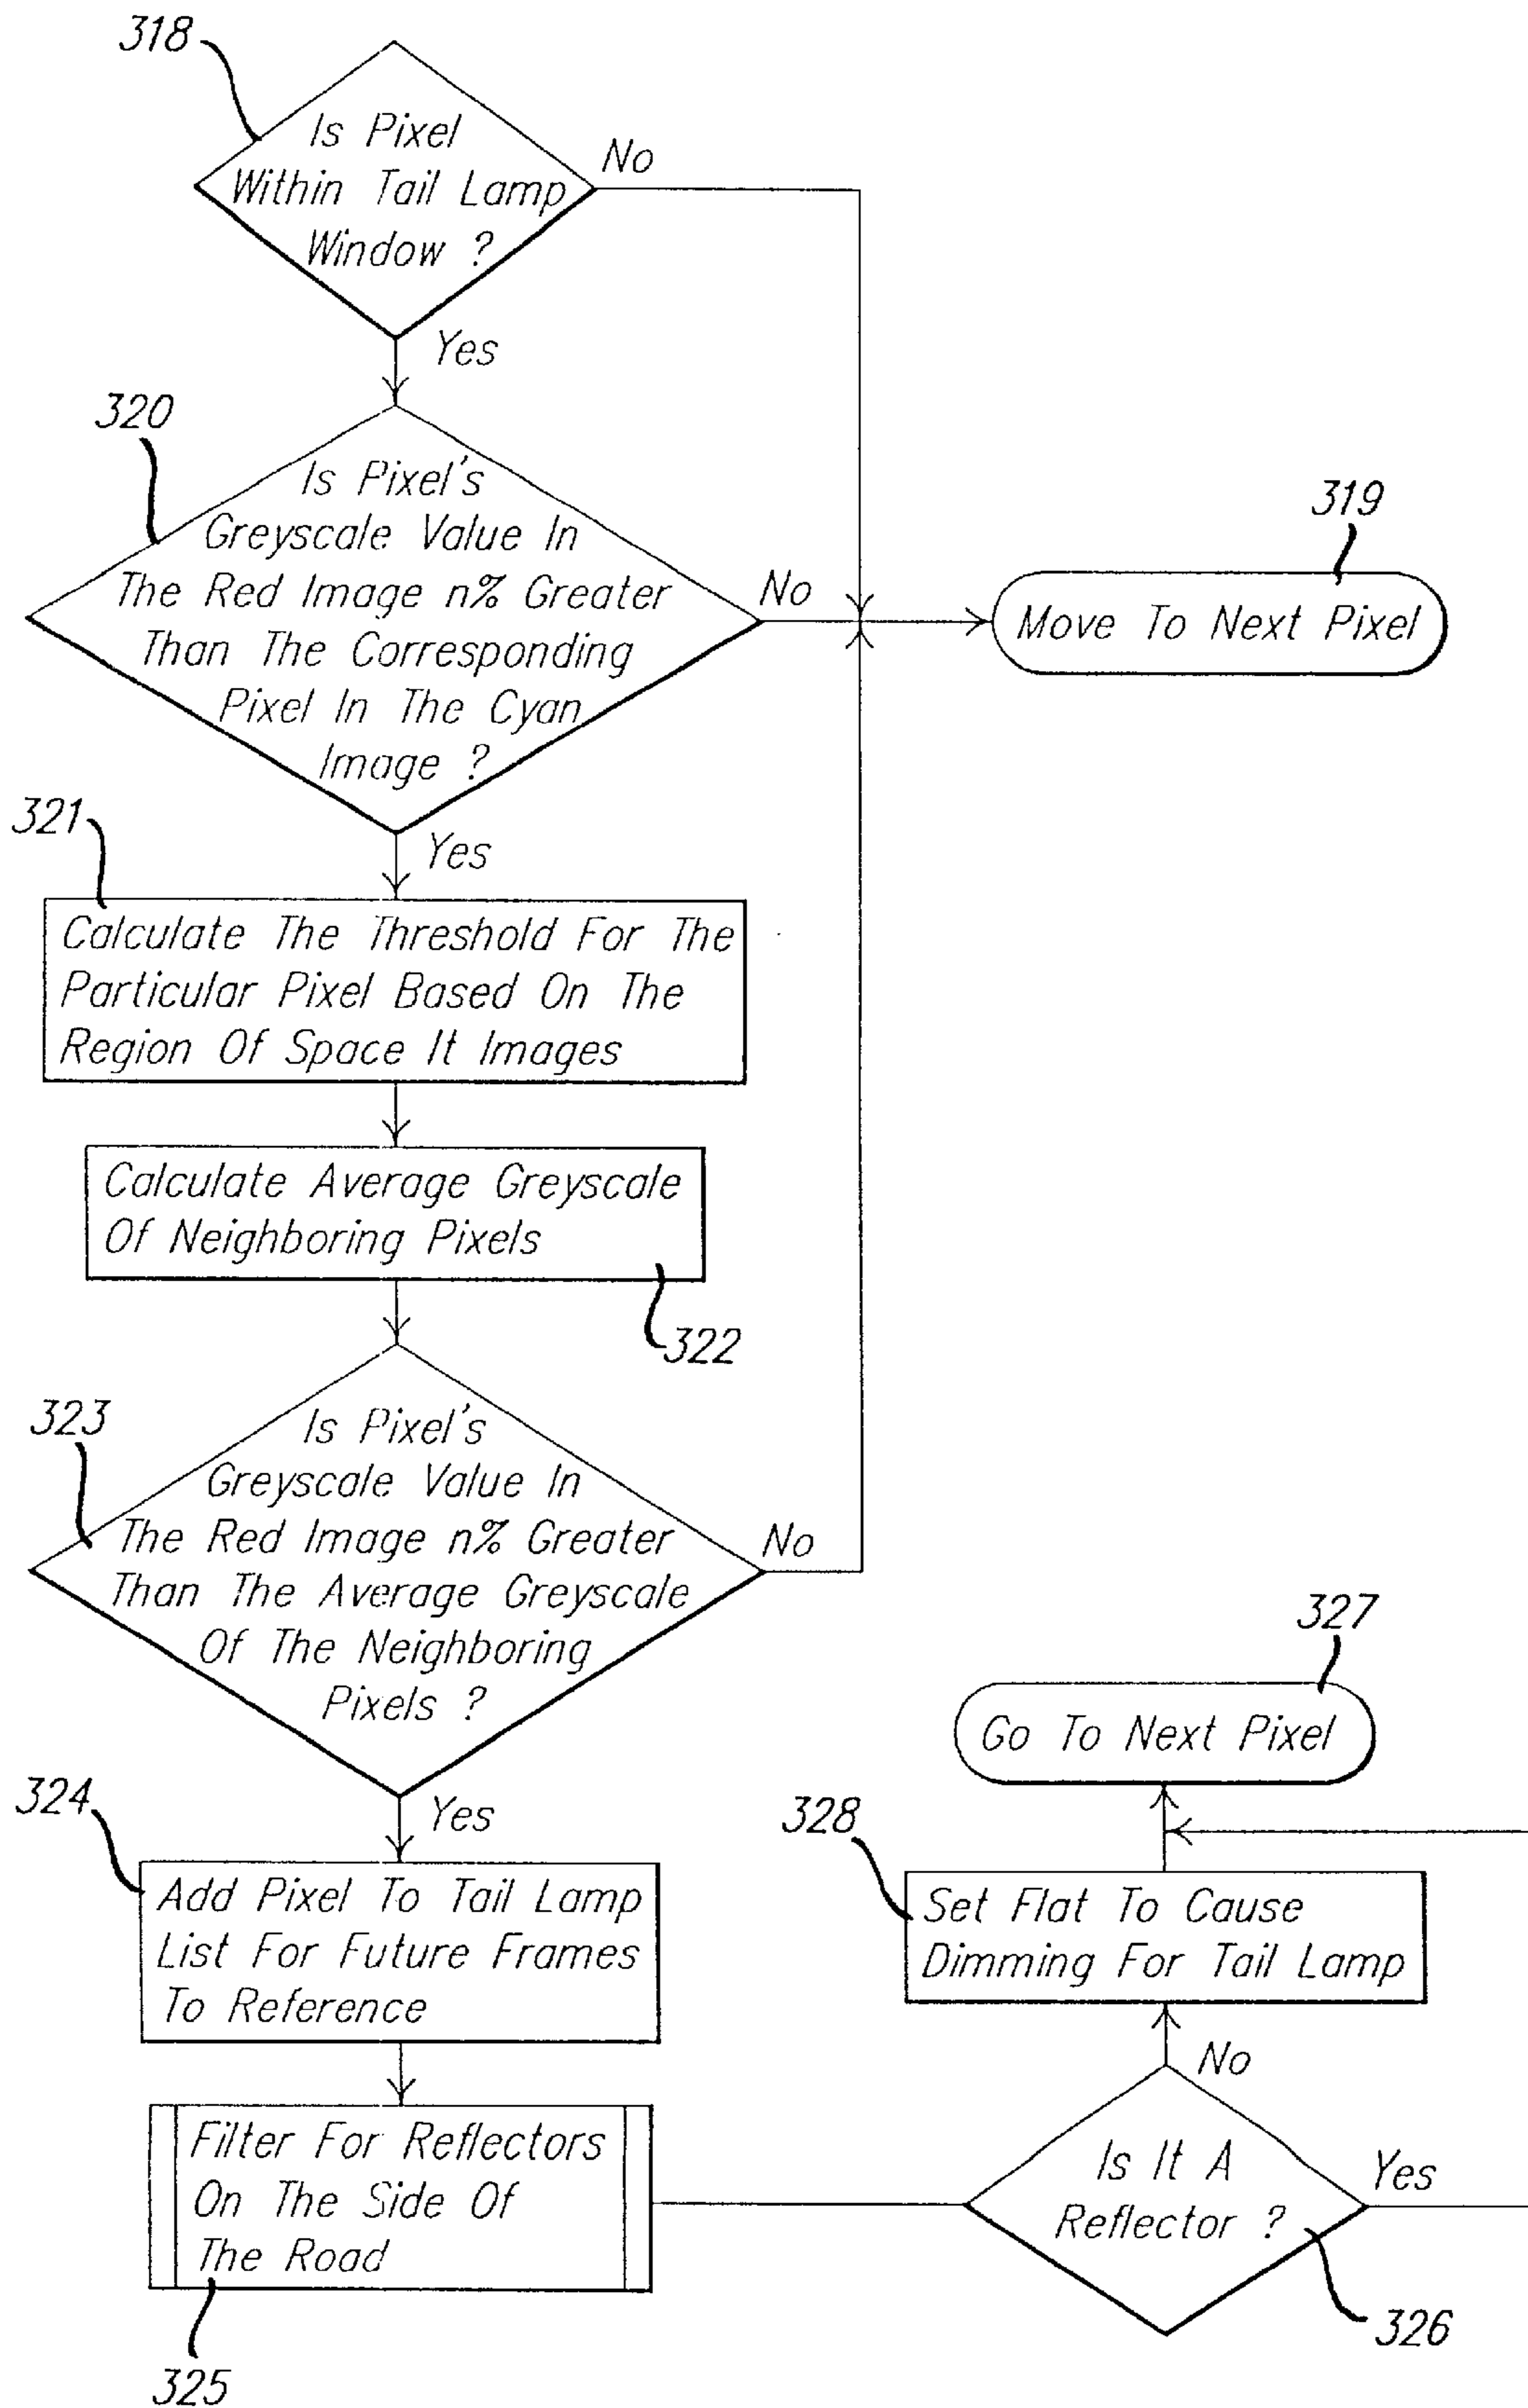 318
Is Pixel
Within Tail Lamp
Window ?
No
Yes
320
Is Pixel's
Greyscale Value In
The Red Image n% Greater
Than The Corresponding
Pixel In The Cyan
Image ?
No
319
Move To Next Pixel
Yes
321
Calculate The Threshold For The
Particular Pixel Based On The
Region Of Space It Images
Calculate Average Greyscale
Of Neighboring Pixels
322
323
Is Pixel's
Greyscale Value In
The Red Image n% Greater
Than The Average Greyscale
Of The Neighboring
Pixels ?
No
Yes
324
Add Pixel To Tail Lamp
List For Future Frames
To Reference
Filter For Reflectors
On The Side Of
The Road
325
327
Go To Next Pixel
328
Set Flat To Cause
Dimming For Tail Lamp
No
Is It A
Reflector ?
Yes
326